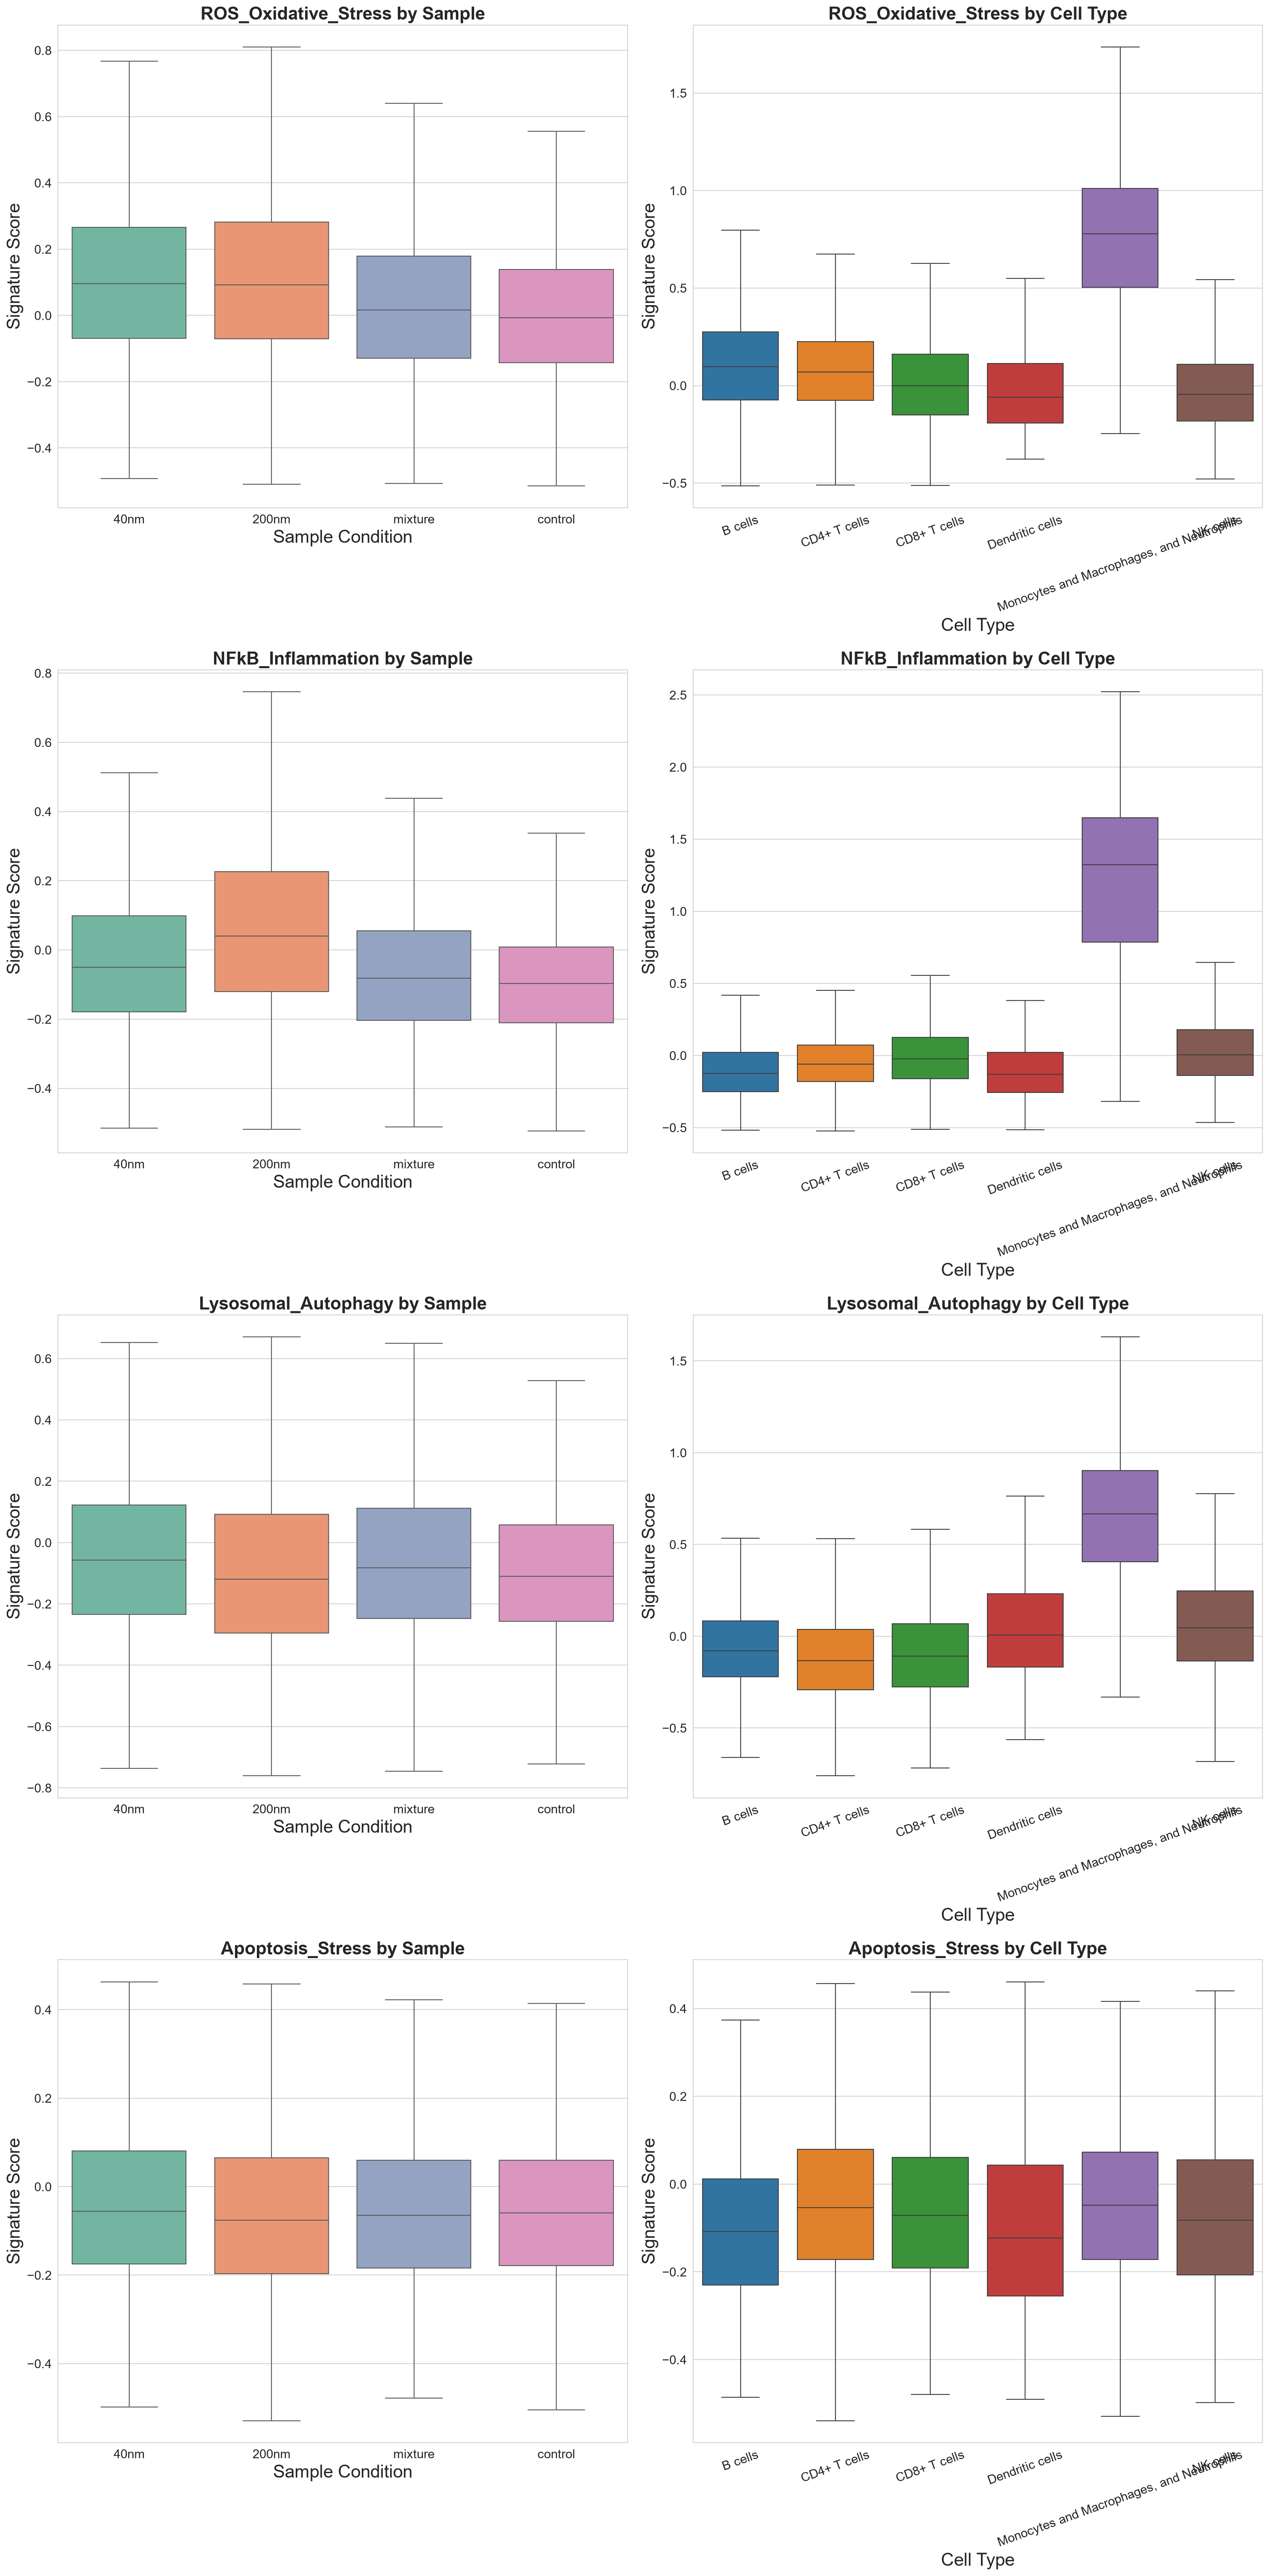 ROS_Oxidative_Stress by Sample
Signature Score
0.8
0.6
0.4
0.2
0.0
−0.2
−0.4
40nm 200nm mixture control
Sample Condition
ROS_Oxidative_Stress by Cell Type
Signature Score
1.5
1.0
0.5
0.0
−0.5
B cells CD4+ T cells CD8+ T cells Dendritic cells Monocytes and Macrophages, and Neutrophils NK cells
Cell Type
NFkB_Inflammation by Sample
Signature Score
0.8
0.6
0.4
0.2
0.0
−0.2
−0.4
40nm 200nm mixture control
Sample Condition
NFkB_Inflammation by Cell Type
Signature Score
2.5
2.0
1.5
1.0
0.5
0.0
−0.5
B cells CD4+ T cells CD8+ T cells Dendritic cells Monocytes and Macrophages, and Neutrophils NK cells
Cell Type
Lysosomal_Autophagy by Sample
Signature Score
0.6
0.4
0.2
0.0
−0.2
−0.4
−0.6
−0.8
40nm 200nm mixture control
Sample Condition
Lysosomal_Autophagy by Cell Type
Signature Score
1.5
1.0
0.5
0.0
−0.5
B cells CD4+ T cells CD8+ T cells Dendritic cells Monocytes and Macrophages, and Neutrophils NK cells
Cell Type
Apoptosis_Stress by Sample
Signature Score
0.4
0.2
0.0
−0.2
−0.4
40nm 200nm mixture control
Sample Condition
Apoptosis_Stress by Cell Type
Signature Score
0.4
0.2
0.0
−0.2
−0.4
B cells CD4+ T cells CD8+ T cells Dendritic cells Monocytes and Macrophages, and Neutrophils NK cells
Cell Type